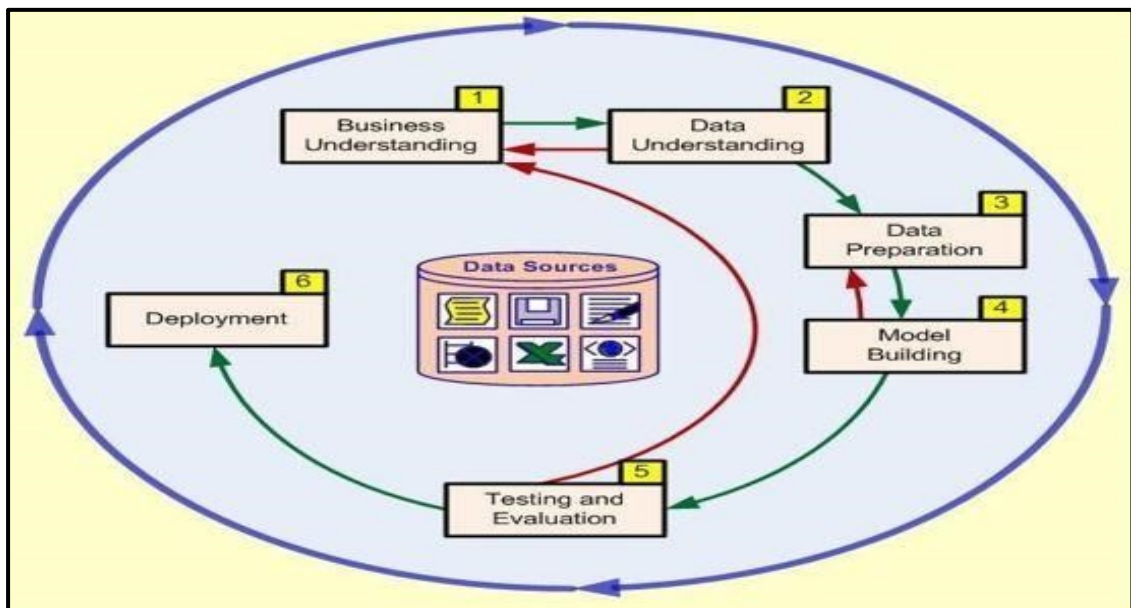 1
Business
Understanding
2
Data
Understanding
3
Data
Preparation
4
Model
Building
5
Testing and
Evaluation
6
Deployment
Data Sources